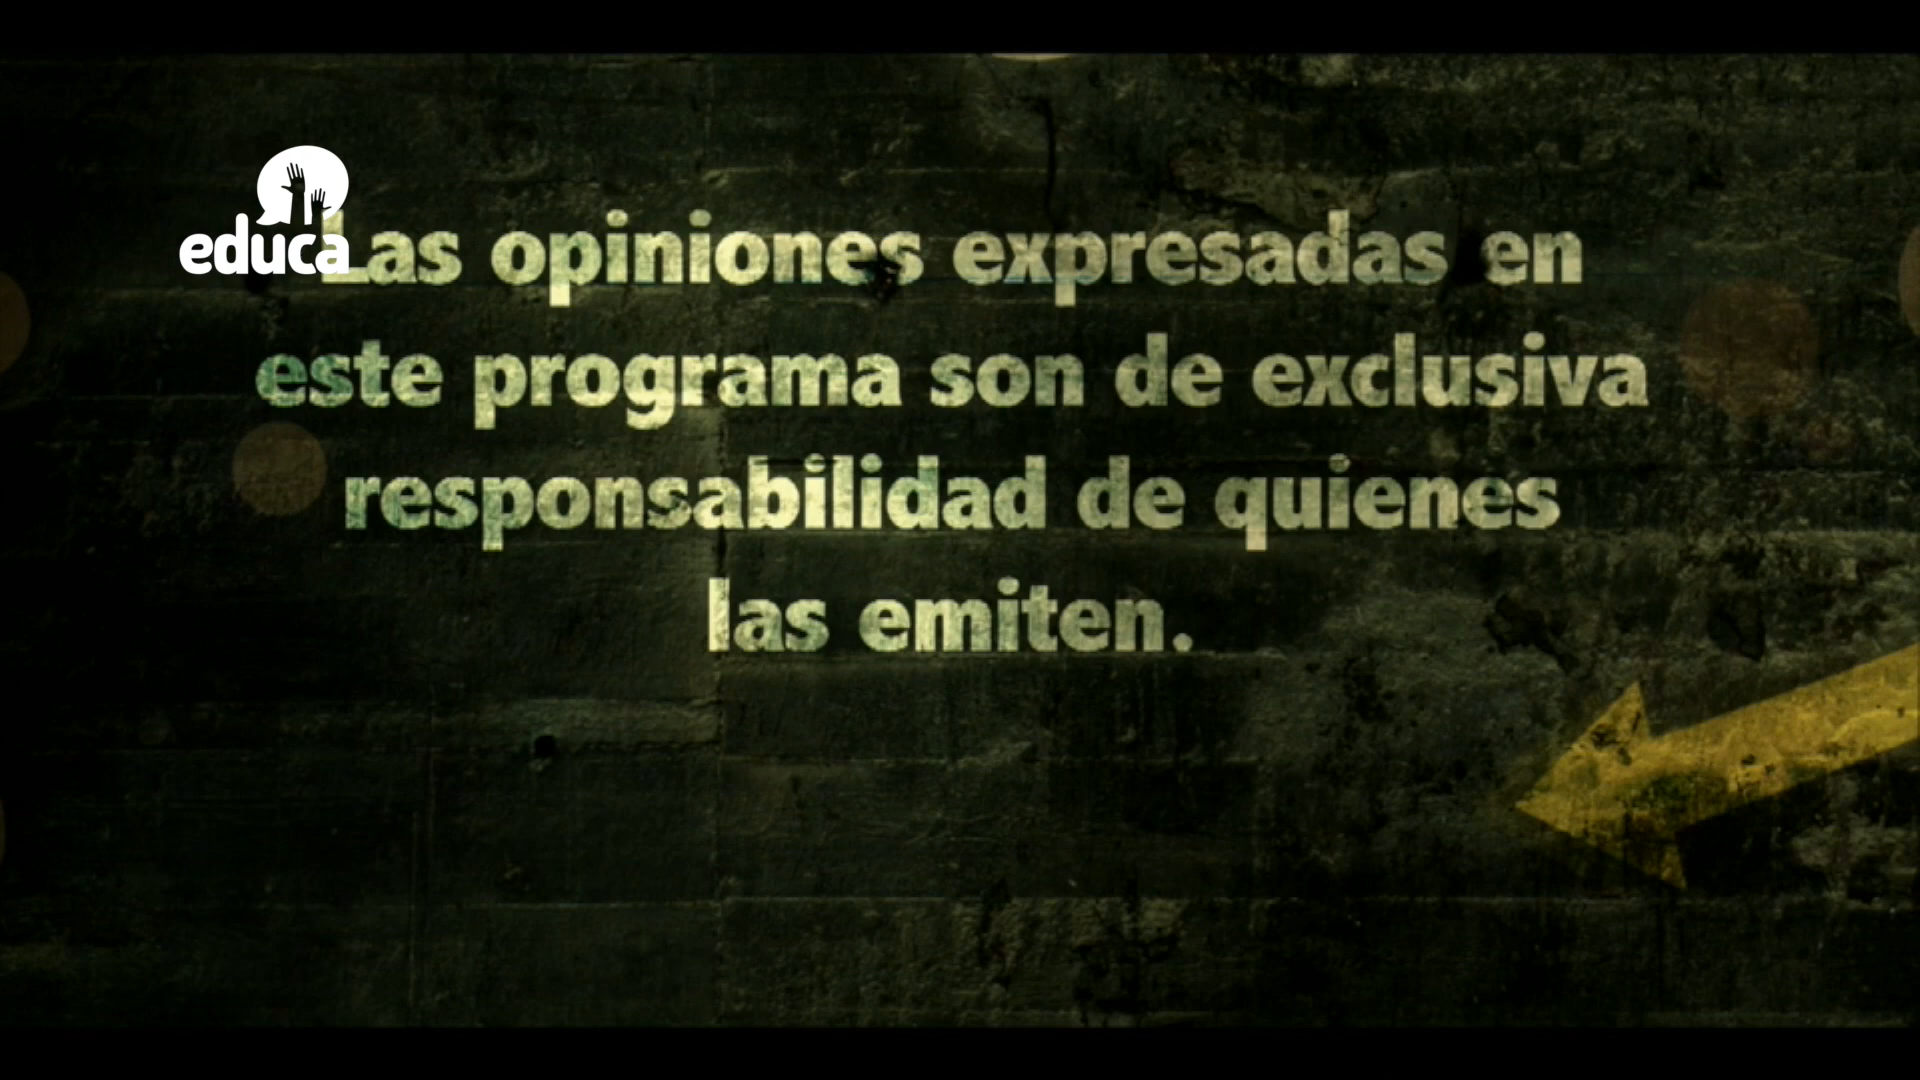 educa
Las opiniones expresadas en
este programa son de exclusiva
responsabilidad de quienes
las emiten.